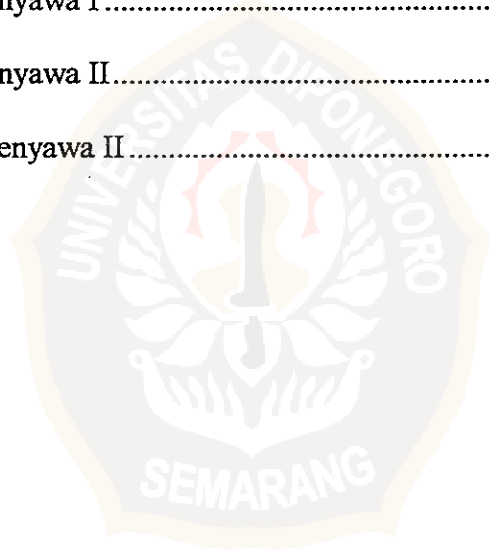 nyawa I
nyawa II
enyawa II
UNIVERSITAS DIPONEGORO
SEMARANG